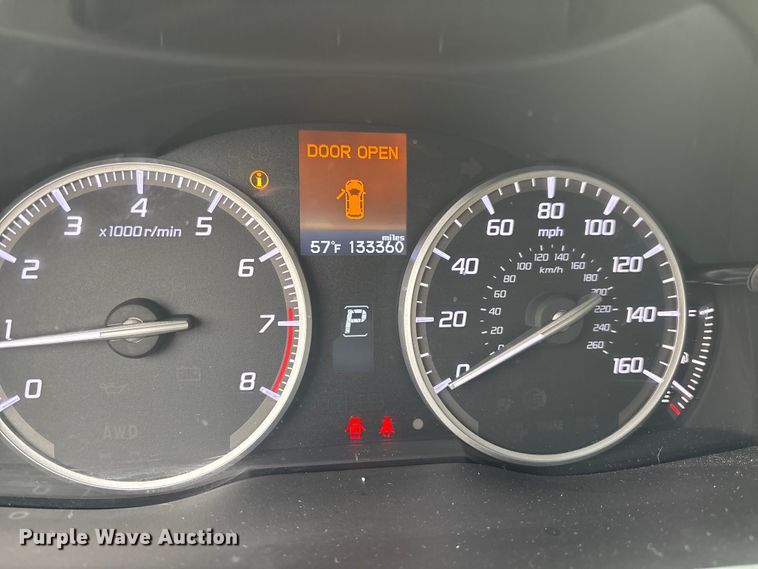 DOOR OPEN
miles
57°F 133360
P
0 1 2 3 4 5 6 7 8
x1000 r/min
AWD
0 20 40 60 80 100 120 140 160
mph
0 20 40 60 80 100 120 140 160 180 200 220 240 260
km/h
Purple Wave Auction